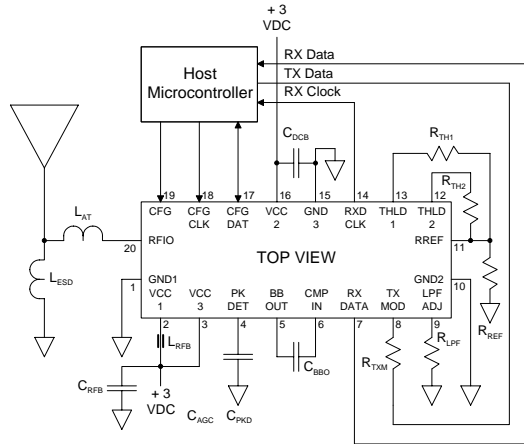 + 3
VDC
RX Data
TX Data
RX Clock
Host
Microcontroller
CDCB
RTH1
RTH2
19 18 17 16 15 14 13 12
CFG CFG CFG VCC GND RXD THLD THLD
CLK DAT 2 3 CLK 1 2
LAT
20 RFIO
RREF 11
TOP VIEW
LESD
1 GND1
GND2 10
VCC VCC PK BB CMP RX TX LPF
1 3 DET OUT IN DATA MOD ADJ
2 3 4 5 6 7 8 9
RREF
LRFB
CBBO
RTXM
RLPF
CRFB
+ 3
VDC
CAGC
CPKD